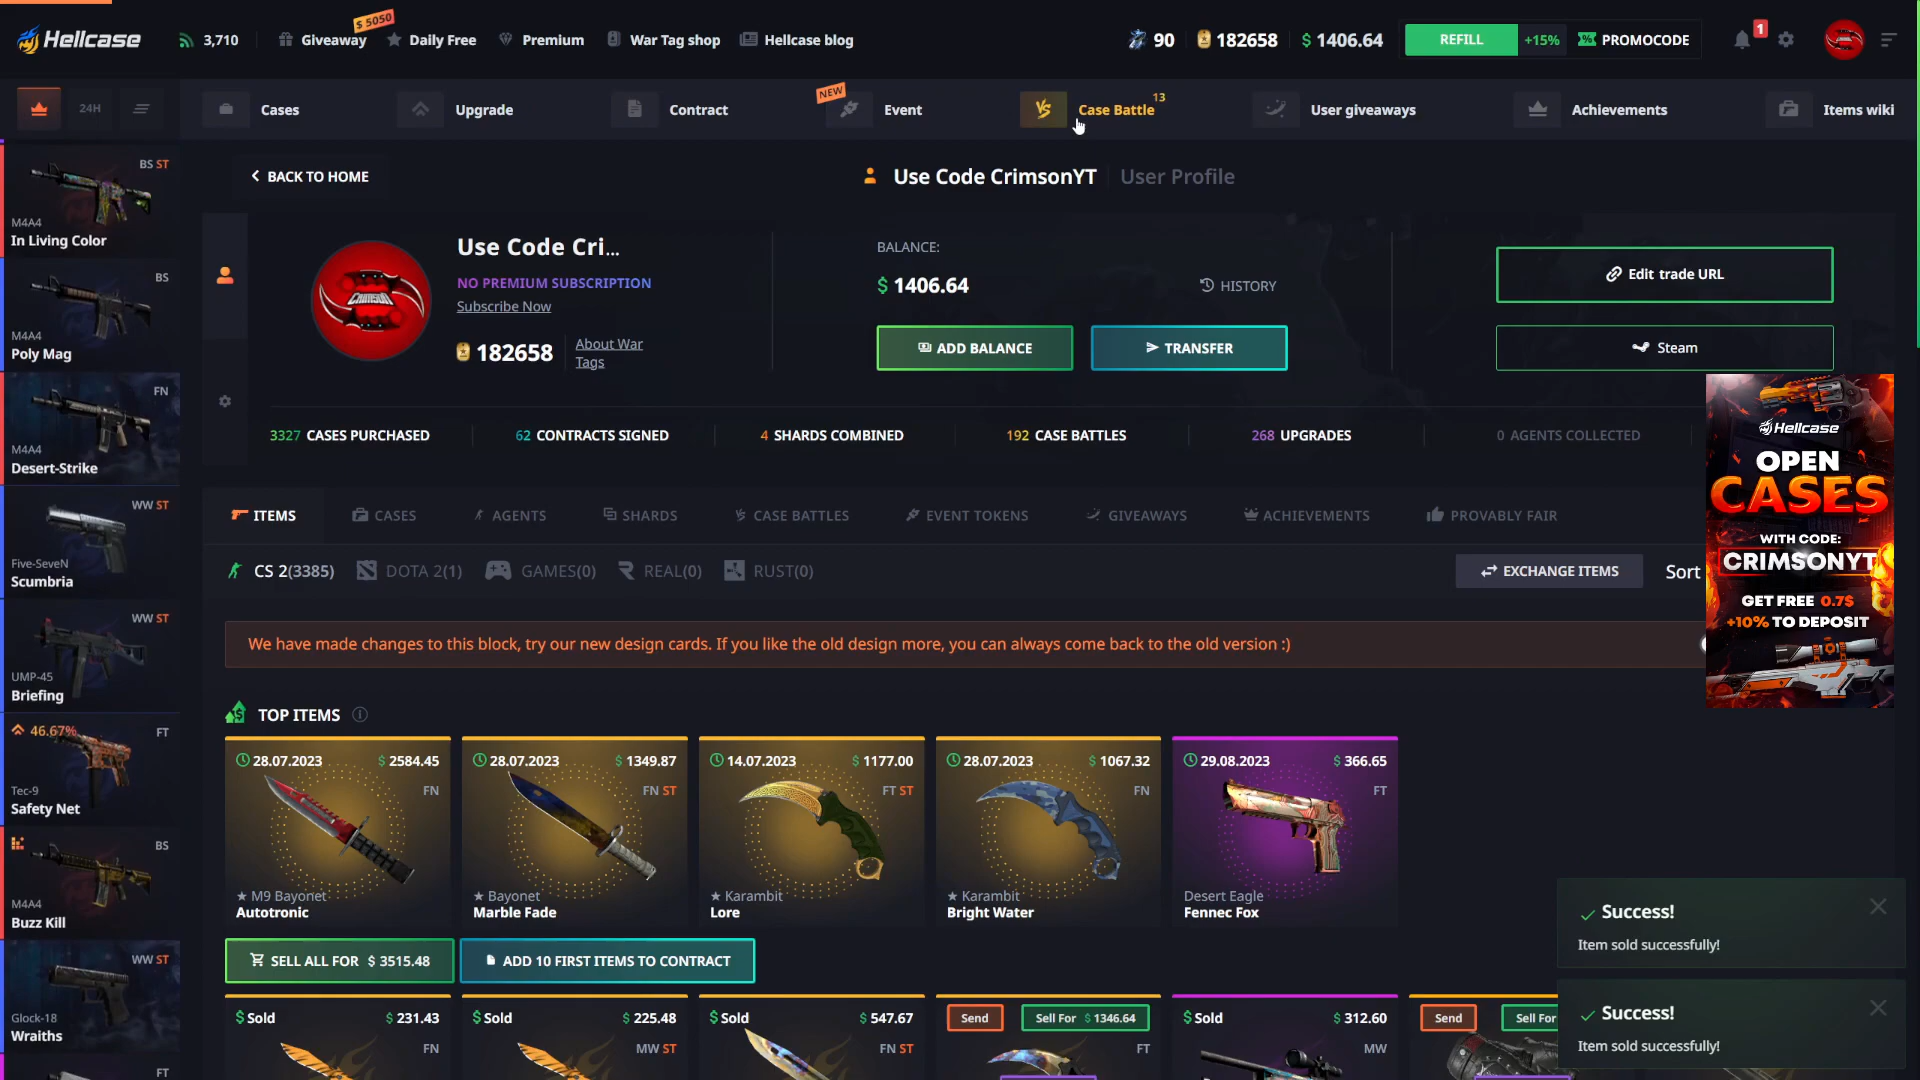 Hellcase
3,710
Giveaway
$ 5050
Daily Free
Premium
War Tag shop
Hellcase blog
90
182658
$ 1406.64
REFILL
+15%
PROMOCODE
1
24H
Cases
Upgrade
Contract
NEW
Event
Case Battle
13
User giveaways
Achievements
Items wiki
BS ST
M4A4
In Living Color
BS
M4A4
Poly Mag
FN
M4A4
Desert-Strike
WW ST
Five-SeveN
Scumbria
WW ST
UMP-45
Briefing
46.67%
FT
Tec-9
Safety Net
BS
M4A4
Buzz Kill
WW ST
Glock-18
Wraiths
FT
BACK TO HOME
Use Code CrimsonYT
User Profile
CRIMSON
Use Code Cri...
NO PREMIUM SUBSCRIPTION
Subscribe Now
182658
About War
Tags
BALANCE:
$ 1406.64
HISTORY
ADD BALANCE
TRANSFER
Edit trade URL
Steam
3327 CASES PURCHASED
62 CONTRACTS SIGNED
4 SHARDS COMBINED
192 CASE BATTLES
268 UPGRADES
0 AGENTS COLLECTED
ITEMS
CASES
AGENTS
SHARDS
CASE BATTLES
EVENT TOKENS
GIVEAWAYS
ACHIEVEMENTS
PROVABLY FAIR
CS 2(3385)
DOTA 2(1)
GAMES(0)
REAL(0)
RUST(0)
EXCHANGE ITEMS
Sort
We have made changes to this block, try our new design cards. If you like the old design more, you can always come back to the old version :)
Hellcase
OPEN
CASES
WITH CODE:
CRIMSONYT
GET FREE 0.7$
+10% TO DEPOSIT
TOP ITEMS
28.07.2023
$ 2584.45
FN
★ M9 Bayonet
Autotronic
28.07.2023
$ 1349.87
FN ST
★ Bayonet
Marble Fade
14.07.2023
$ 1177.00
FT ST
★ Karambit
Lore
28.07.2023
$ 1067.32
FN
★ Karambit
Bright Water
29.08.2023
$ 366.65
FT
Desert Eagle
Fennec Fox
SELL ALL FOR $ 3515.48
ADD 10 FIRST ITEMS TO CONTRACT
$ Sold
$ 231.43
FN
$ Sold
$ 225.48
MW ST
$ Sold
$ 547.67
FN ST
Send
Sell For $ 1346.64
FT
$ Sold
$ 312.60
MW
Send
Sell For
Success!
Item sold successfully!
Success!
Item sold successfully!